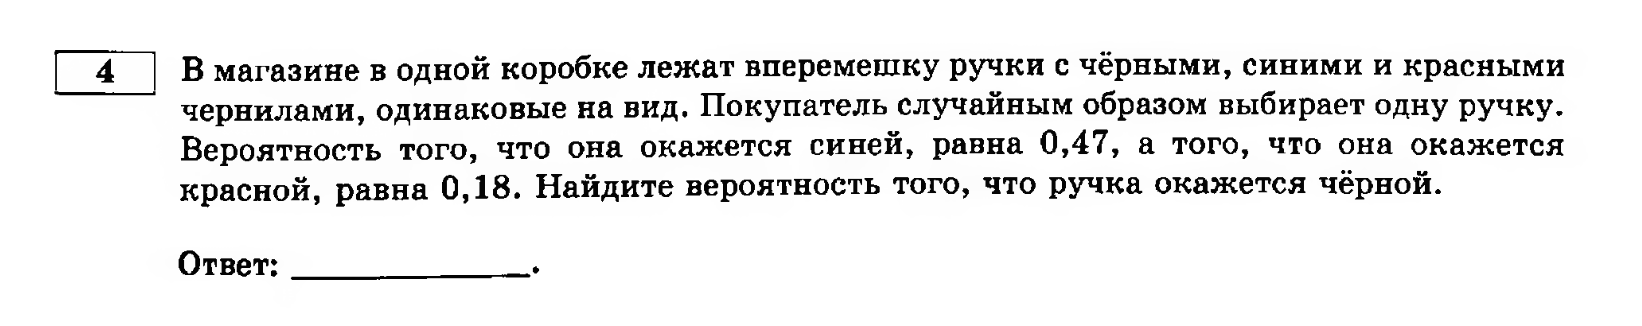 4 В магазине в одной коробке лежат вперемешку ручки с чёрными, синими и красными
чернилами, одинаковые на вид. Покупатель случайным образом выбирает одну ручку.
Вероятность того, что она окажется синей, равна 0,47, а того, что она окажется
красной, равна 0,18. Найдите вероятность того, что ручка окажется чёрной.
Ответ: ____________.